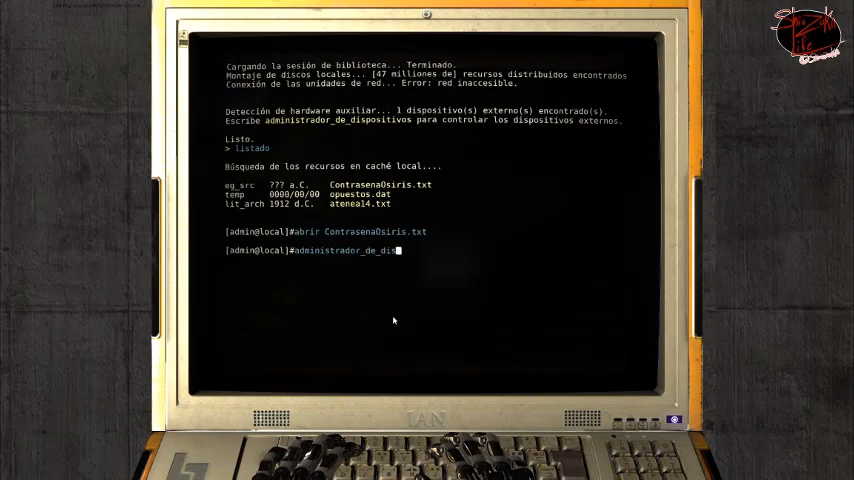 Shio
Zuko
Life
Cargando la sesión de biblioteca... Terminado.
Montaje de discos locales... [47 millones de] recursos distribuidos encontrados
Conexión de las unidades de red... Error: red inaccesible.
Detección de hardware auxiliar... 1 dispositivo(s) externo(s) encontrado(s).
Escribe administrador_de_dispositivos para controlar los dispositivos externos.
Listo.
> listado
Búsqueda de los recursos en caché local....
eg_src ??? a.C. ContrasenaOsiris.txt
temp 0000/00/00 opuestos.dat
lit_arch 1912 d.C. atenea14.txt
[admin@local]#abrir ContrasenaOsiris.txt
[admin@local]#administrador_de_dis
IAN